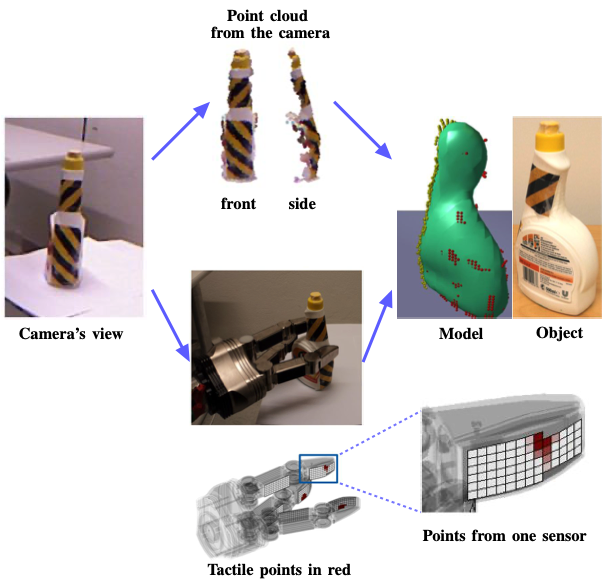 Point cloud
from the camera
front
side
Camera's view
Model
Object
Points from one sensor
Tactile points in red